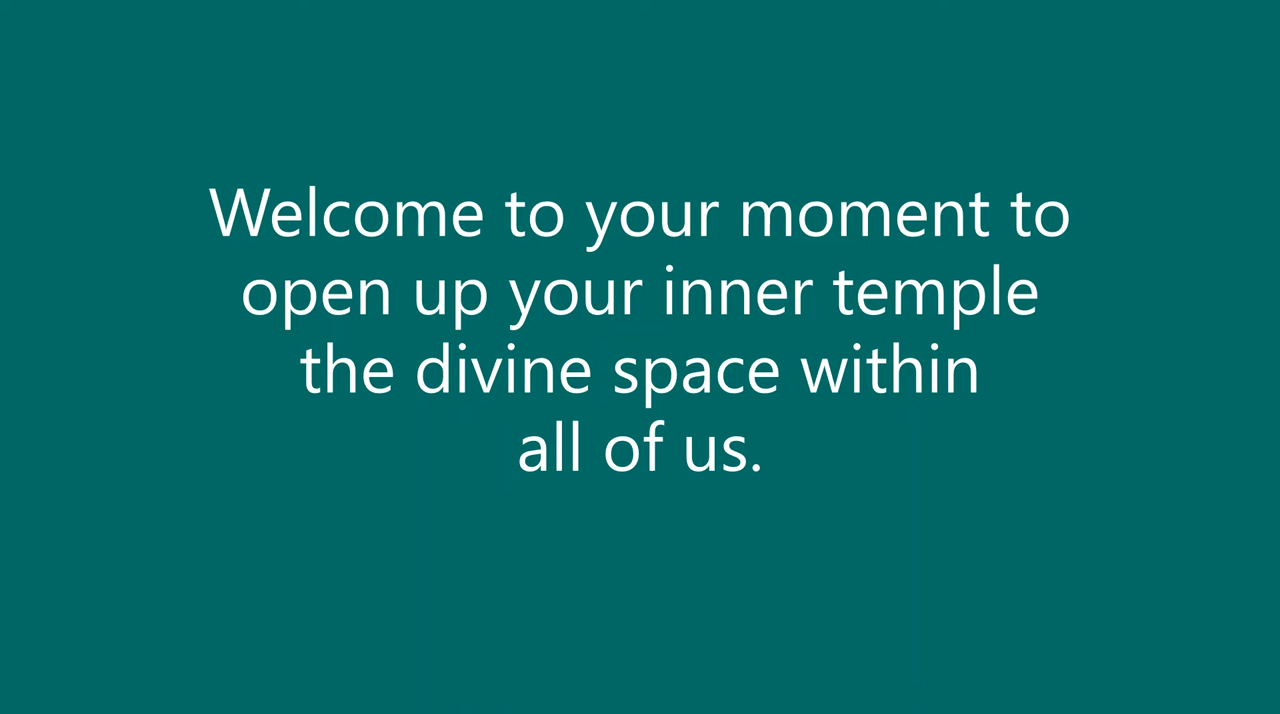 Welcome to your moment to
open up your inner temple
the divine space within
all of us.